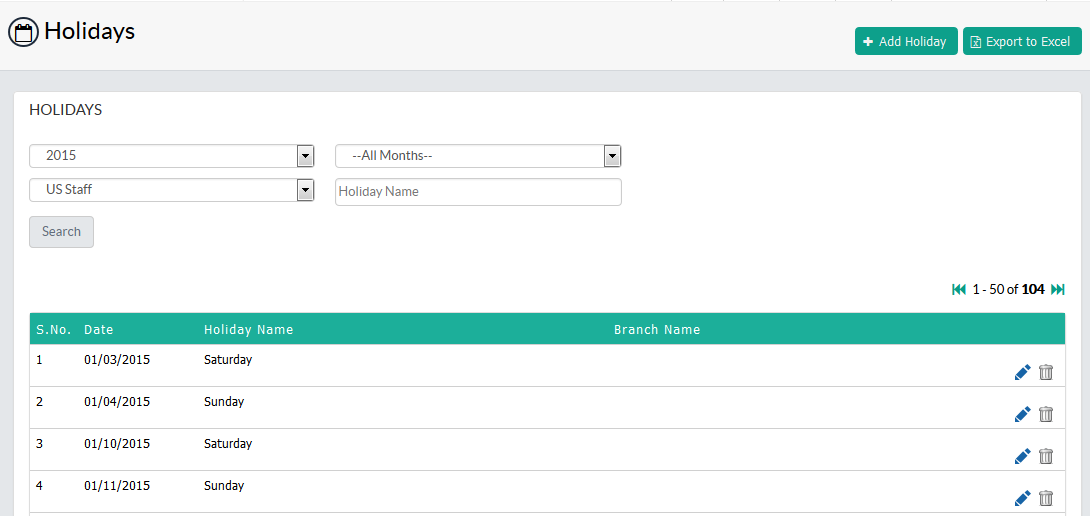 Holidays
Add Holiday Export to Excel
HOLIDAYS
2015 --All Months--
US Staff Holiday Name
Search
1 - 50 of 104
S.No. Date Holiday Name Branch Name
1 01/03/2015 Saturday
2 01/04/2015 Sunday
3 01/10/2015 Saturday
4 01/11/2015 Sunday